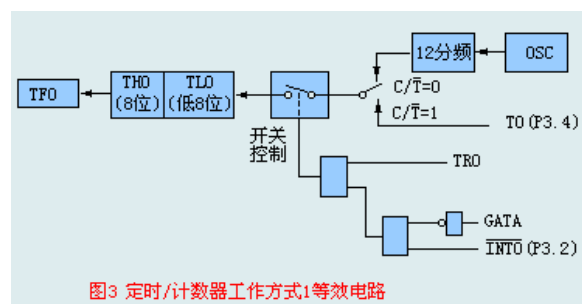 12分频
OSC
TF0
TH0
(8位)
TL0
(低8位)
C/T̅=0
C/T̅=1
T0(P3.4)
开关
控制
TR0
GATA
I̅N̅T̅0̅(P3.2)
图3 定时/计数器工作方式1等效电路